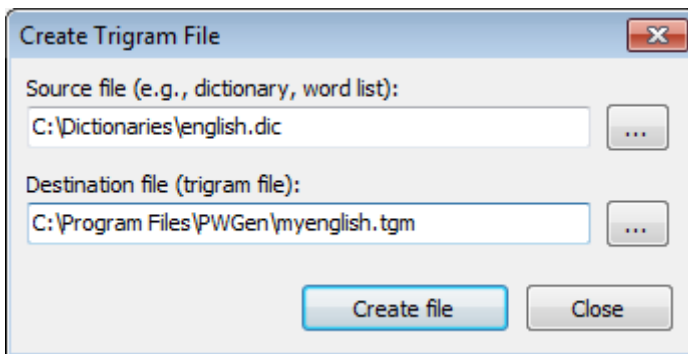 Create Trigram File
Source file (e.g., dictionary, word list):
C:\Dictionaries\english.dic
...
Destination file (trigram file):
C:\Program Files\PWGen\myenglish.tgm
...
Create file
Close